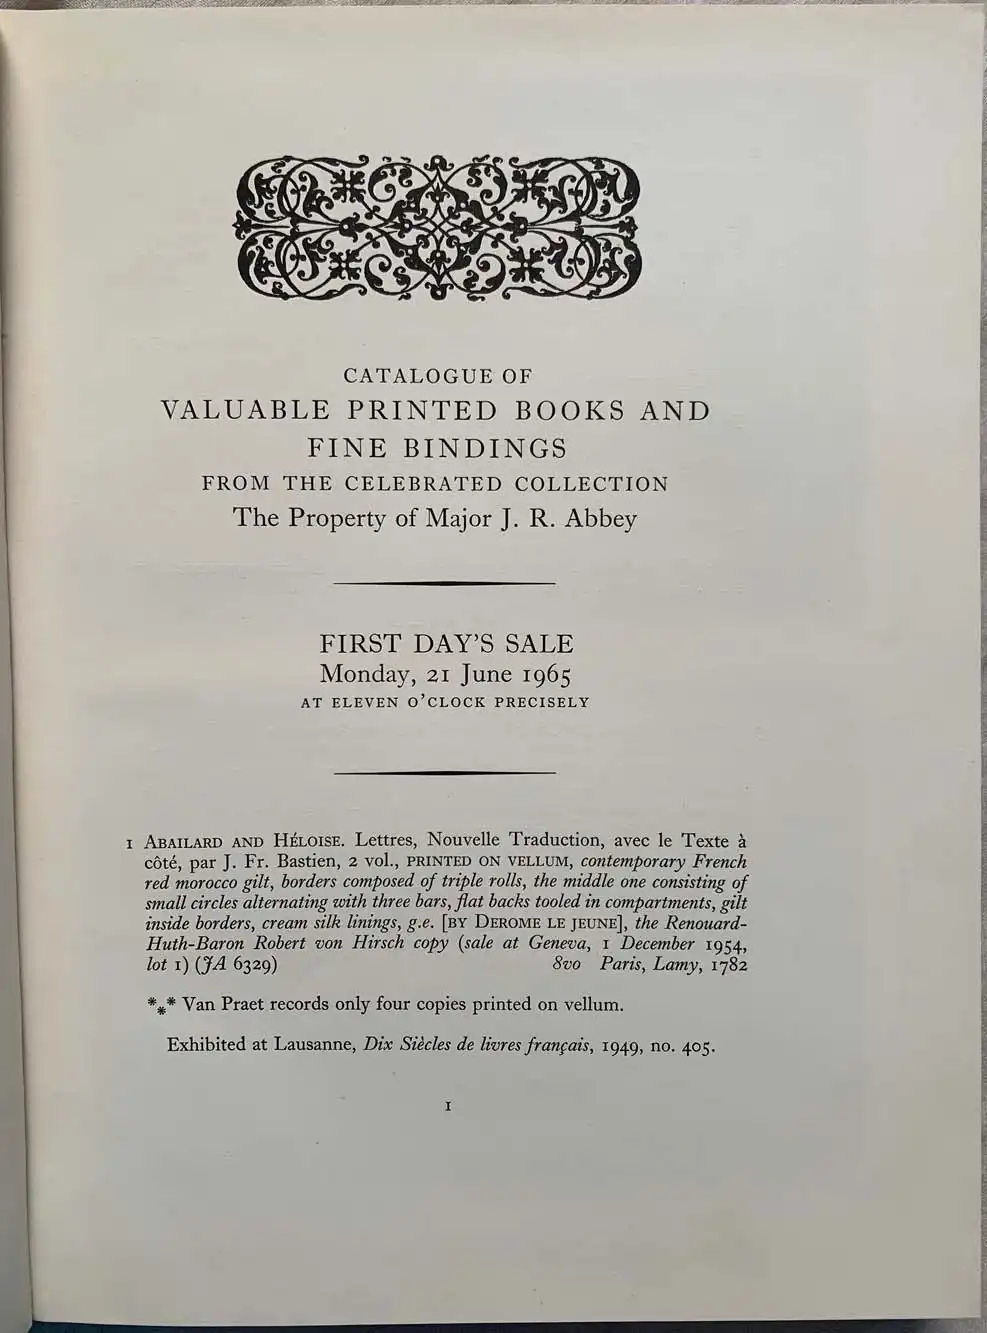 CATALOGUE OF
VALUABLE PRINTED BOOKS AND
FINE BINDINGS
FROM THE CELEBRATED COLLECTION
The Property of Major J. R. Abbey
FIRST DAY'S SALE
Monday, 21 June 1965
AT ELEVEN O'CLOCK PRECISELY
1 ABAILARD AND HÉLOISE. Lettres, Nouvelle Traduction, avec le Texte à
côté, par J. Fr. Bastien, 2 vol., PRINTED ON VELLUM, contemporary French
red morocco gilt, borders composed of triple rolls, the middle one consisting of
small circles alternating with three bars, flat backs tooled in compartments, gilt
inside borders, cream silk linings, g.e. [BY DEROME LE JEUNE], the Renouard-
Huth-Baron Robert von Hirsch copy (sale at Geneva, 1 December 1954,
lot 1) (JA 6329) 8vo Paris, Lamy, 1782
*** Van Praet records only four copies printed on vellum.
Exhibited at Lausanne, Dix Siècles de livres français, 1949, no. 405.
1